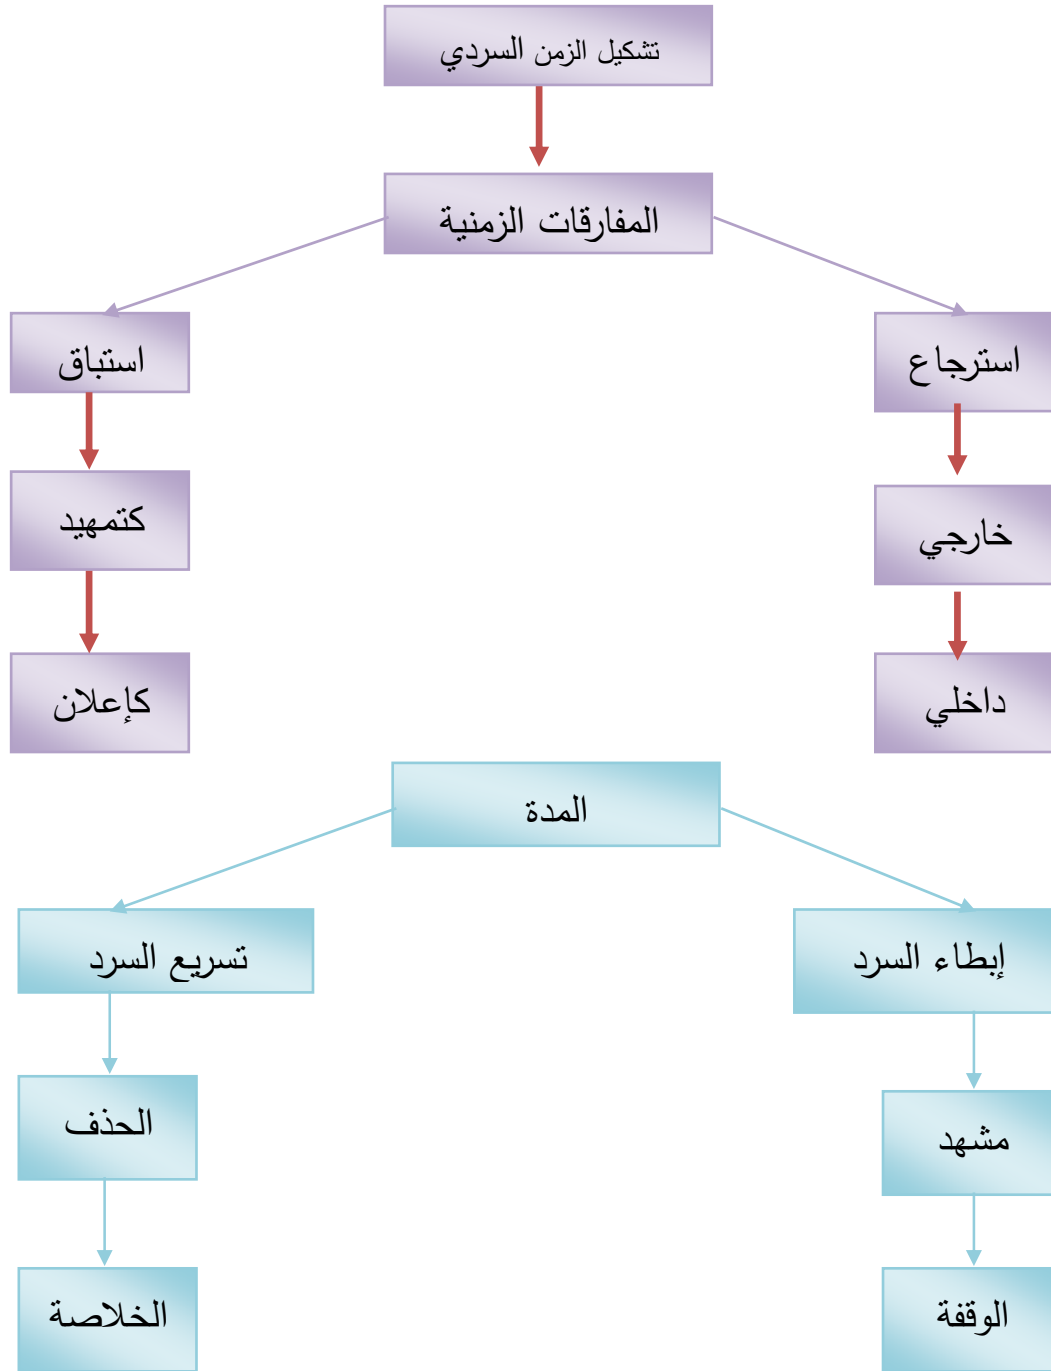 تشكيل الزمن السردي
المفارقات الزمنية
استرجاع
استباق
خارجي
كتمهيد
داخلي
كإعلان
المدة
إبطاء السرد
تسريع السرد
مشهد
الحذف
الوقفة
الخلاصة